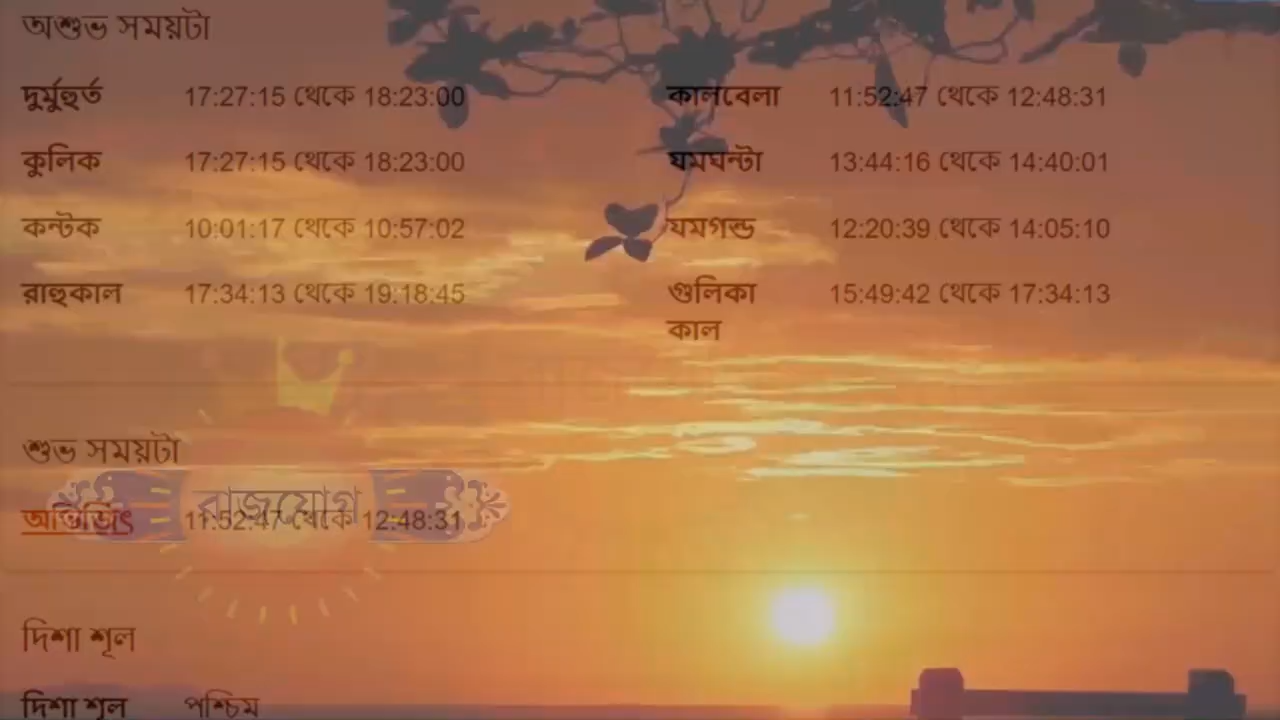 অশুভ সময়টা
দুর্মুহুর্ত 17:27:15 থেকে 18:23:00 কালবেলা 11:52:47 থেকে 12:48:31
কুলিক 17:27:15 থেকে 18:23:00 যমঘন্টা 13:44:16 থেকে 14:40:01
কন্টক 10:01:17 থেকে 10:57:02 যমগন্ড 12:20:39 থেকে 14:05:10
রাহুকাল 17:34:13 থেকে 19:18:45 গুলিকা 15:49:42 থেকে 17:34:13
কাল
শুভ সময়টা
রাজযোগ
অভিজিৎ 11:52:47 থেকে 12:48:31
দিশা শূল
দিশা শূল পশ্চিম